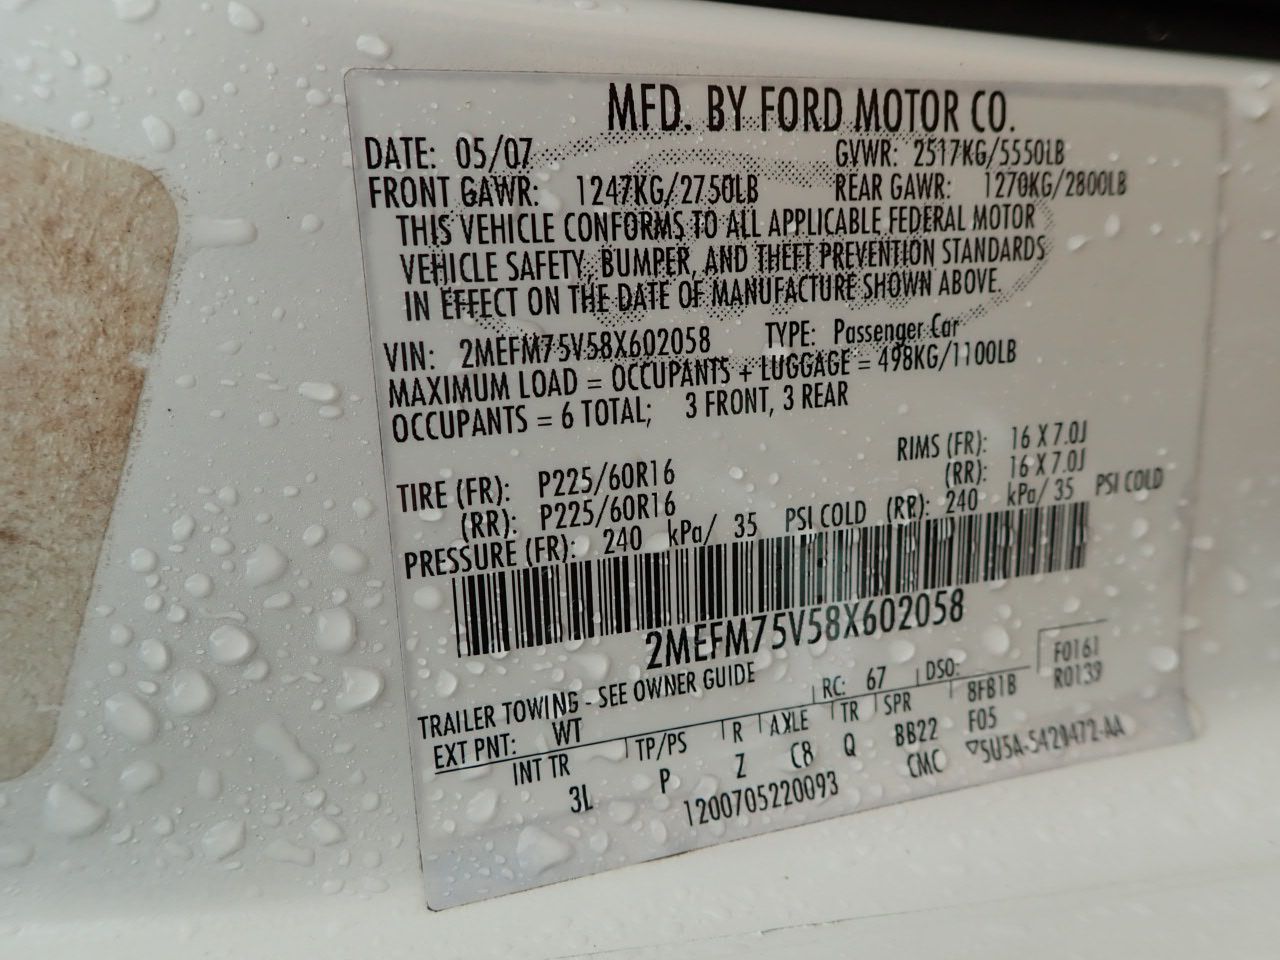 MFD. BY FORD MOTOR CO.
DATE: 05/07 GVWR: 2517KG/5550LB
FRONT GAWR: 1247KG/2750LB REAR GAWR: 1270KG/2800LB
THIS VEHICLE CONFORMS TO ALL APPLICABLE FEDERAL MOTOR
VEHICLE SAFETY, BUMPER, AND THEFT PREVENTION STANDARDS
IN EFFECT ON THE DATE OF MANUFACTURE SHOWN ABOVE.
VIN: 2MEFM75V58X602058 TYPE: Passenger Car
MAXIMUM LOAD = OCCUPANTS + LUGGAGE = 498KG/1100LB
OCCUPANTS = 6 TOTAL; 3 FRONT, 3 REAR
TIRE (FR): P225/60R16 RIMS (FR): 16 X 7.0J
(RR): P225/60R16 (RR): 16 X 7.0J
PRESSURE (FR): 240 kPa/ 35 PSI COLD (RR): 240 kPa/ 35 PSI COLD
2MEFM75V58X602058
TRAILER TOWING - SEE OWNER GUIDE F0161
EXT PNT: WT RC: 67 DSO: R0139
INT TR TP/PS R AXLE TR SPR 8FB1B
3L P Z C8 Q BB22 F05
1200705220093 CMC ▽5U5A-5420472-AA